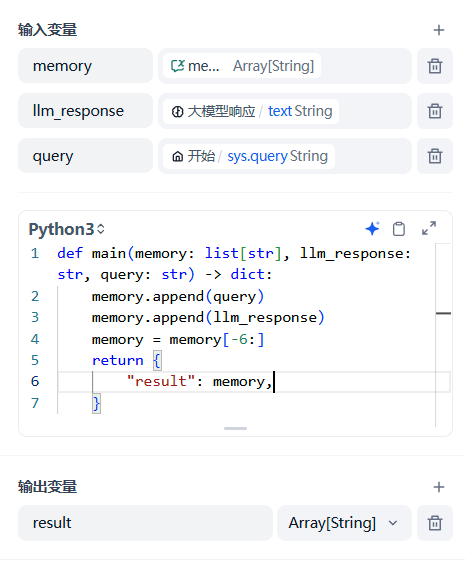 输入变量
memory me... Array[String]
llm_response 大模型响应 / text String
query 开始 / sys.query String
Python3
1 def main(memory: list[str], llm_response:
str, query: str) -> dict:
2 memory.append(query)
3 memory.append(llm_response)
4 memory = memory[-6:]
5 return {
6 "result": memory,
7 }
输出变量
result Array[String]